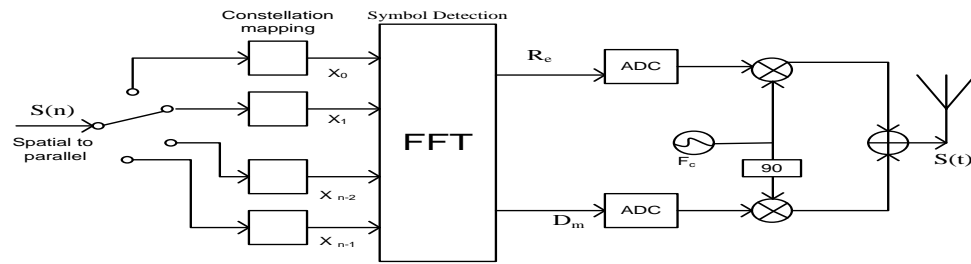 Constellation mapping
Symbol Detection
X0
Re
ADC
S(n)
X1
Spatial to parallel
FFT
Fc
90
S(t)
X n-2
Dm
ADC
X n-1